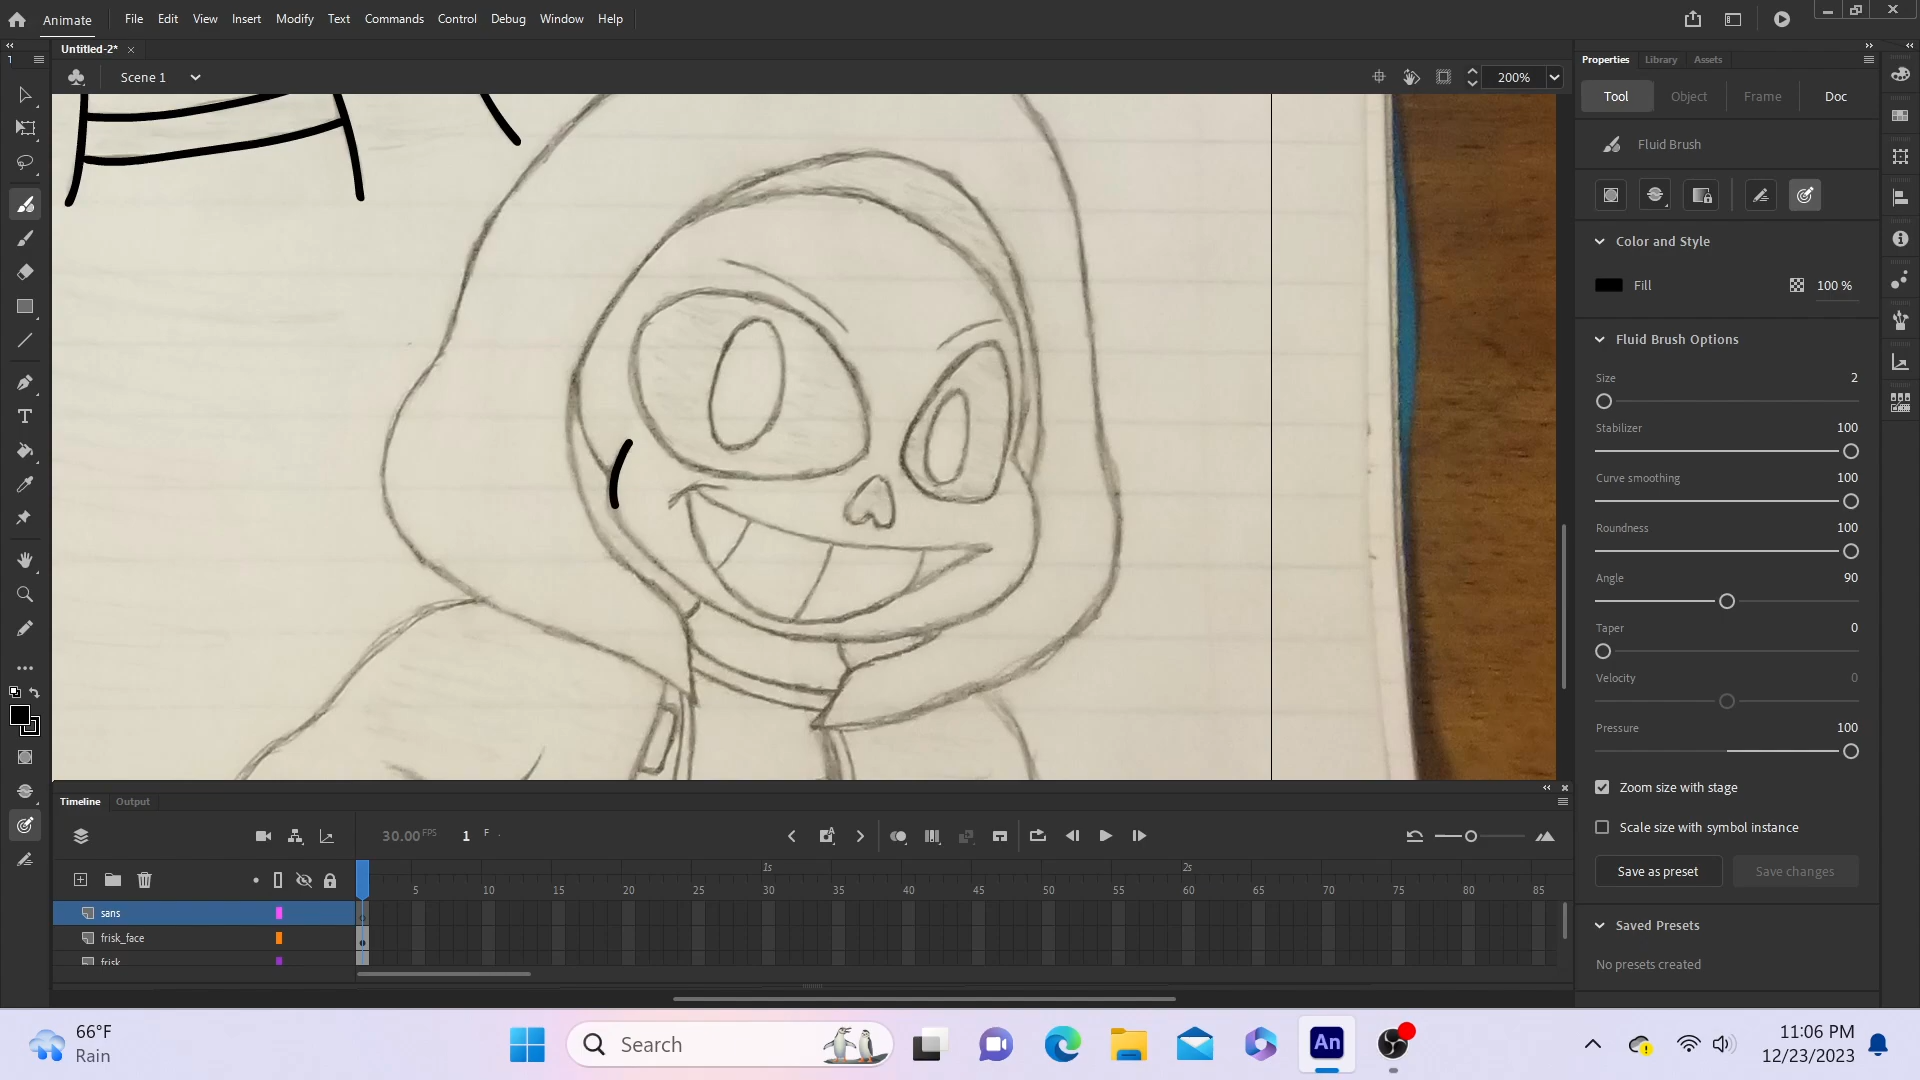 Animate
File
Edit
View
Insert
Modify
Text
Commands
Control
Debug
Window
Help
Untitled-2*
Scene 1
200%
Properties
Library
Assets
Tool
Object
Frame
Doc
Fluid Brush
Color and Style
Fill
100 %
Fluid Brush Options
Size
2
Stabilizer
100
Curve smoothing
100
Roundness
100
Angle
90
Taper
0
Velocity
0
Pressure
100
Zoom size with stage
Scale size with symbol instance
Save as preset
Save changes
Saved Presets
No presets created
Timeline
Output
30.00 FPS
1 F
1s
2s
5
10
15
20
25
30
35
40
45
50
55
60
65
70
75
80
85
sans
frisk_face
frisk
66°F
Rain
Search
An
11:06 PM
12/23/2023